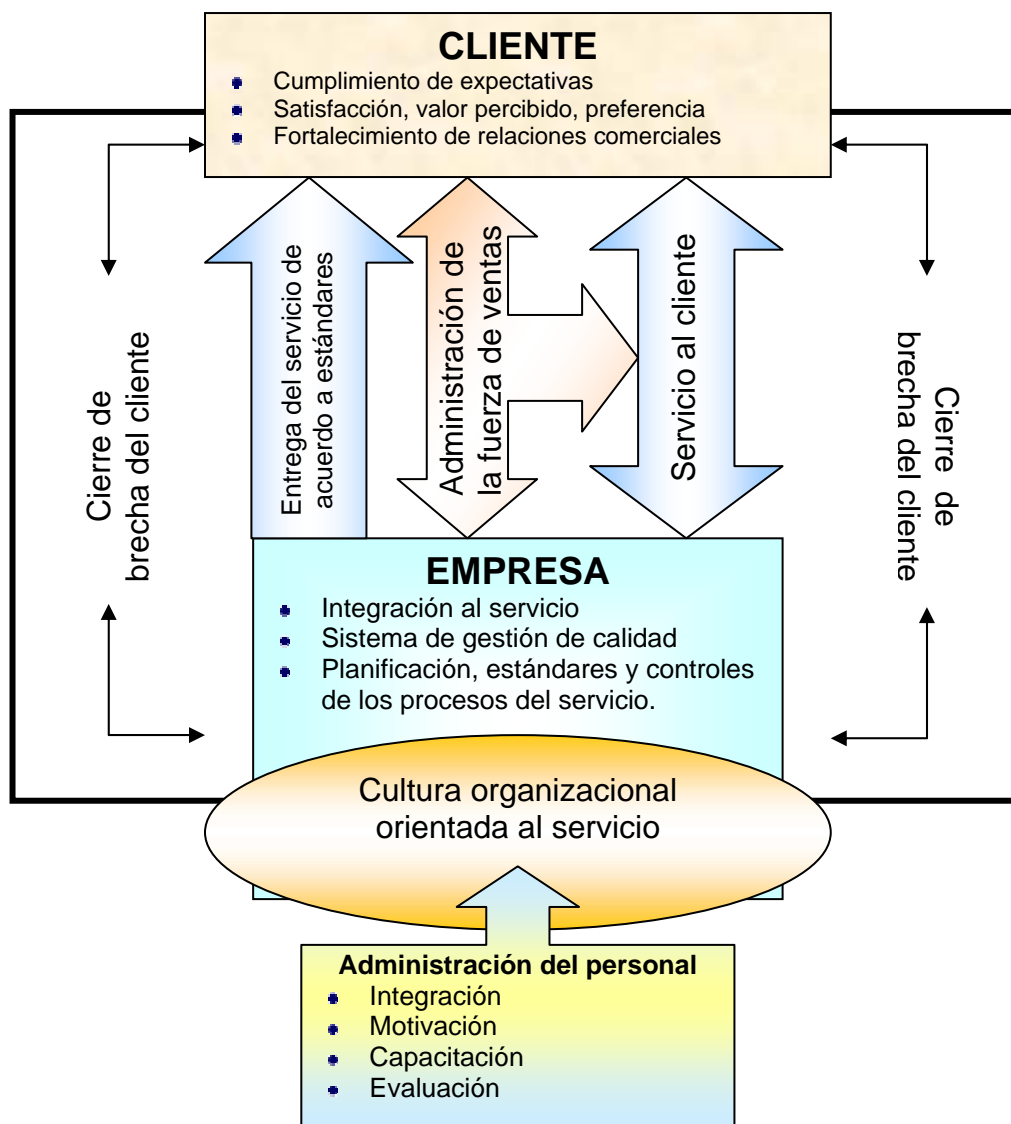 CLIENTE
Cumplimiento de expectativas
Satisfacción, valor percibido, preferencia
Fortalecimiento de relaciones comerciales
Cierre de
brecha del cliente
Entrega del servicio de
acuerdo a estándares
Administración de
la fuerza de ventas
Servicio al cliente
Cierre de
brecha del cliente
EMPRESA
Integración al servicio
Sistema de gestión de calidad
Planificación, estándares y controles
de los procesos del servicio.
Cultura organizacional
orientada al servicio
Administración del personal
Integración
Motivación
Capacitación
Evaluación